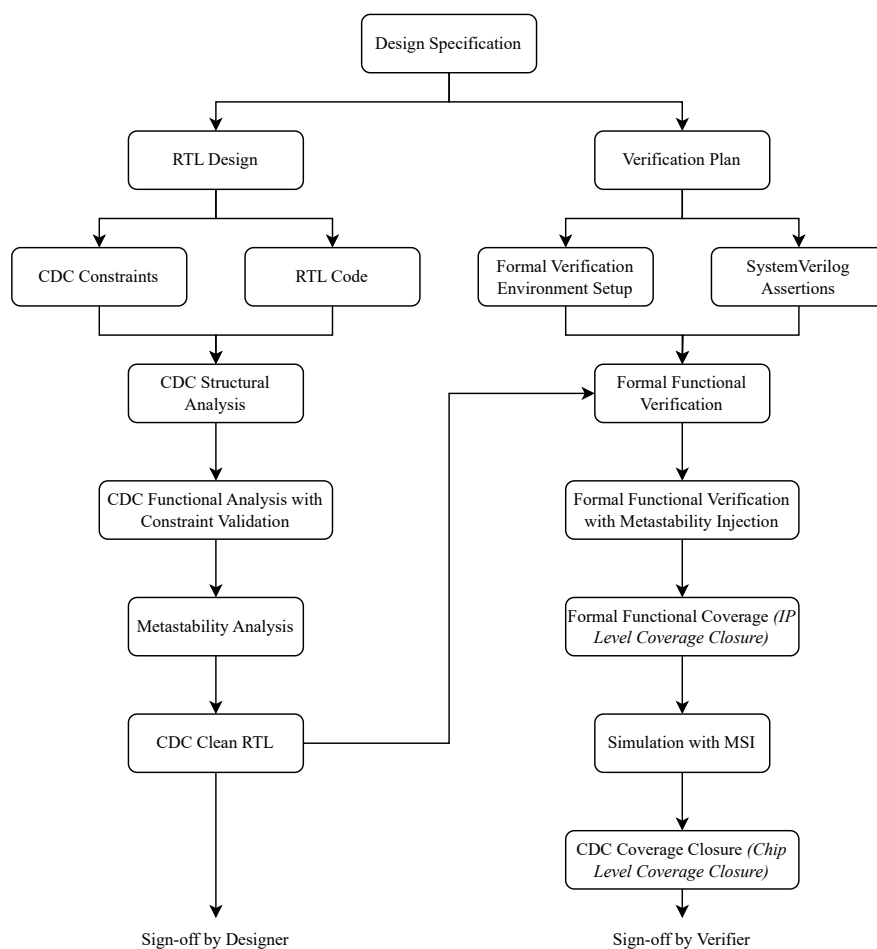 Design Specification
RTL Design
Verification Plan
CDC Constraints
RTL Code
Formal Verification
Environment Setup
SystemVerilog
Assertions
CDC Structural
Analysis
Formal Functional
Verification
CDC Functional Analysis with
Constraint Validation
Formal Functional Verification
with Metastability Injection
Metastability Analysis
Formal Functional Coverage (IP
Level Coverage Closure)
CDC Clean RTL
Simulation with MSI
CDC Coverage Closure (Chip
Level Coverage Closure)
Sign-off by Designer
Sign-off by Verifier